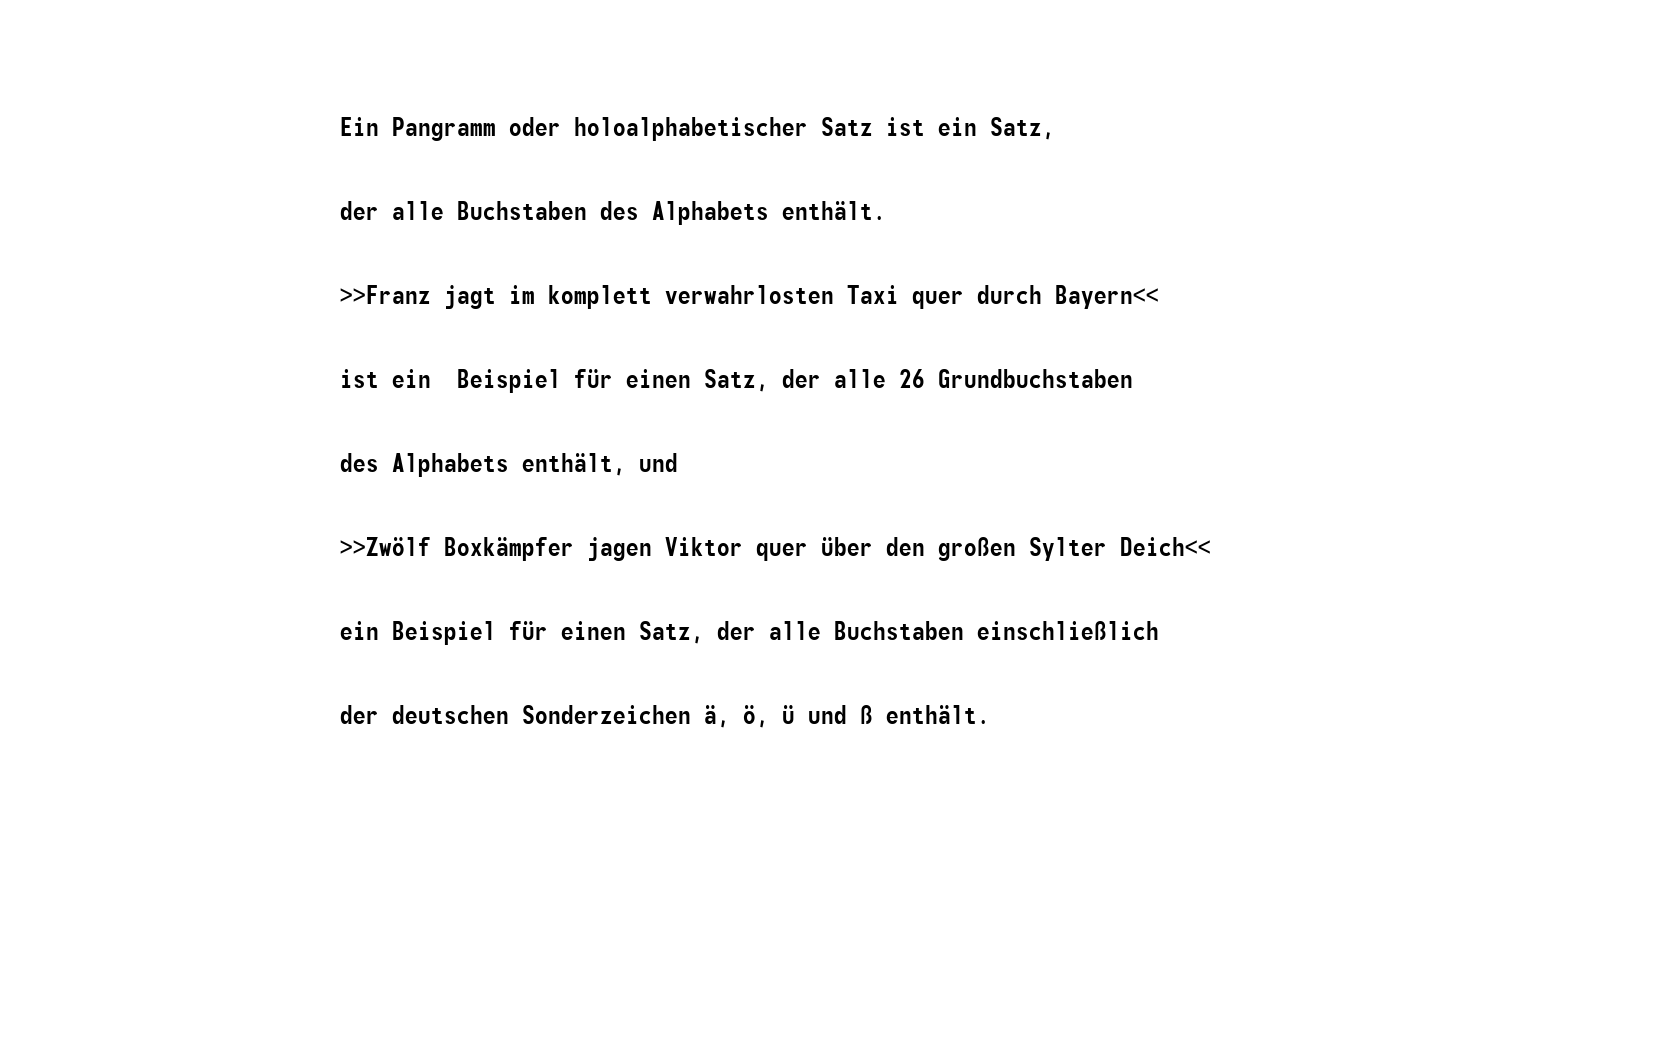 Ein Pangramm oder holoalphabetischer Satz ist ein Satz,
der alle Buchstaben des Alphabets enthält.
>>Franz jagt im komplett verwahrlosten Taxi quer durch Bayern<<
ist ein  Beispiel für einen Satz, der alle 26 Grundbuchstaben
des Alphabets enthält, und
>>Zwölf Boxkämpfer jagen Viktor quer über den großen Sylter Deich<<
ein Beispiel für einen Satz, der alle Buchstaben einschließlich
der deutschen Sonderzeichen ä, ö, ü und ß enthält.